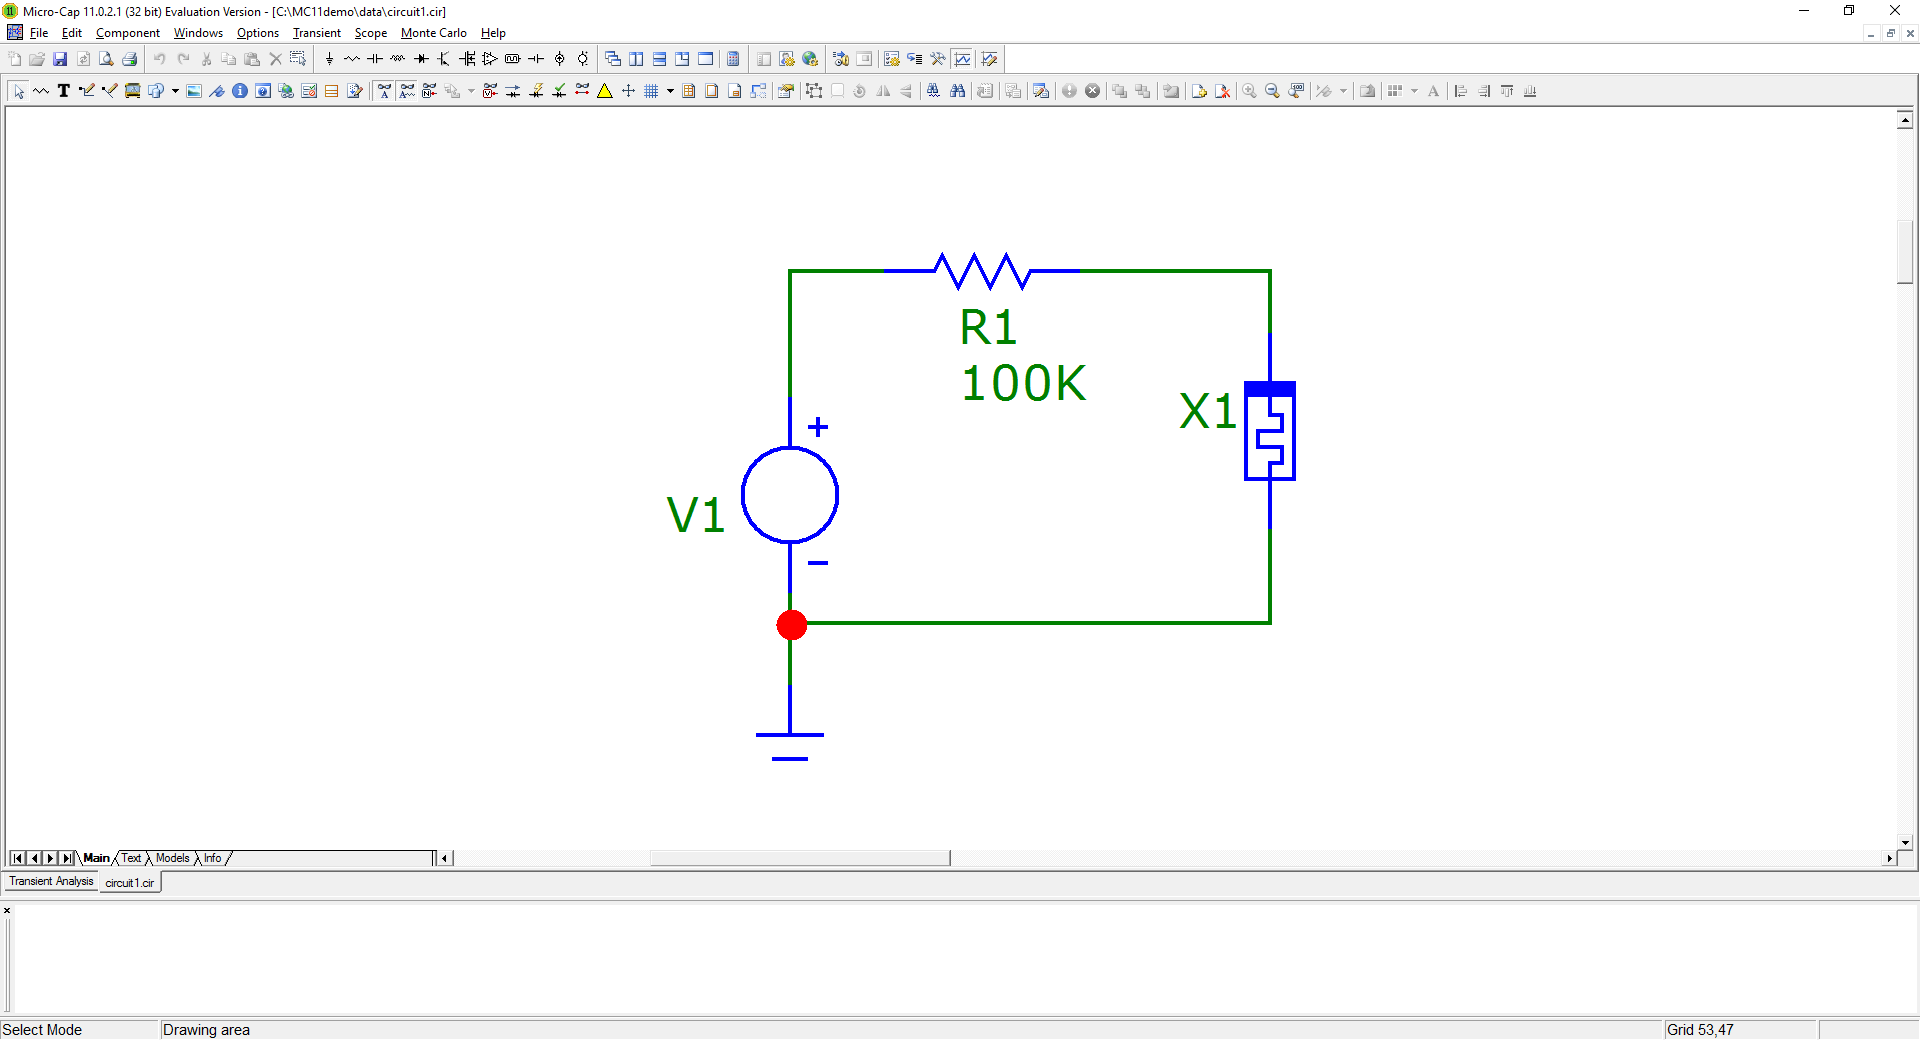 Micro-Cap 11.0.2.1 (32 bit) Evaluation Version - [C:\MC11demo\data\circuit1.cir]
File Edit Component Windows Options Transient Scope Monte Carlo Help
R1
100K
X1
+
V1
Main Text Models Info
Transient Analysis circuit1.cir
Select Mode Drawing area Grid 53,47